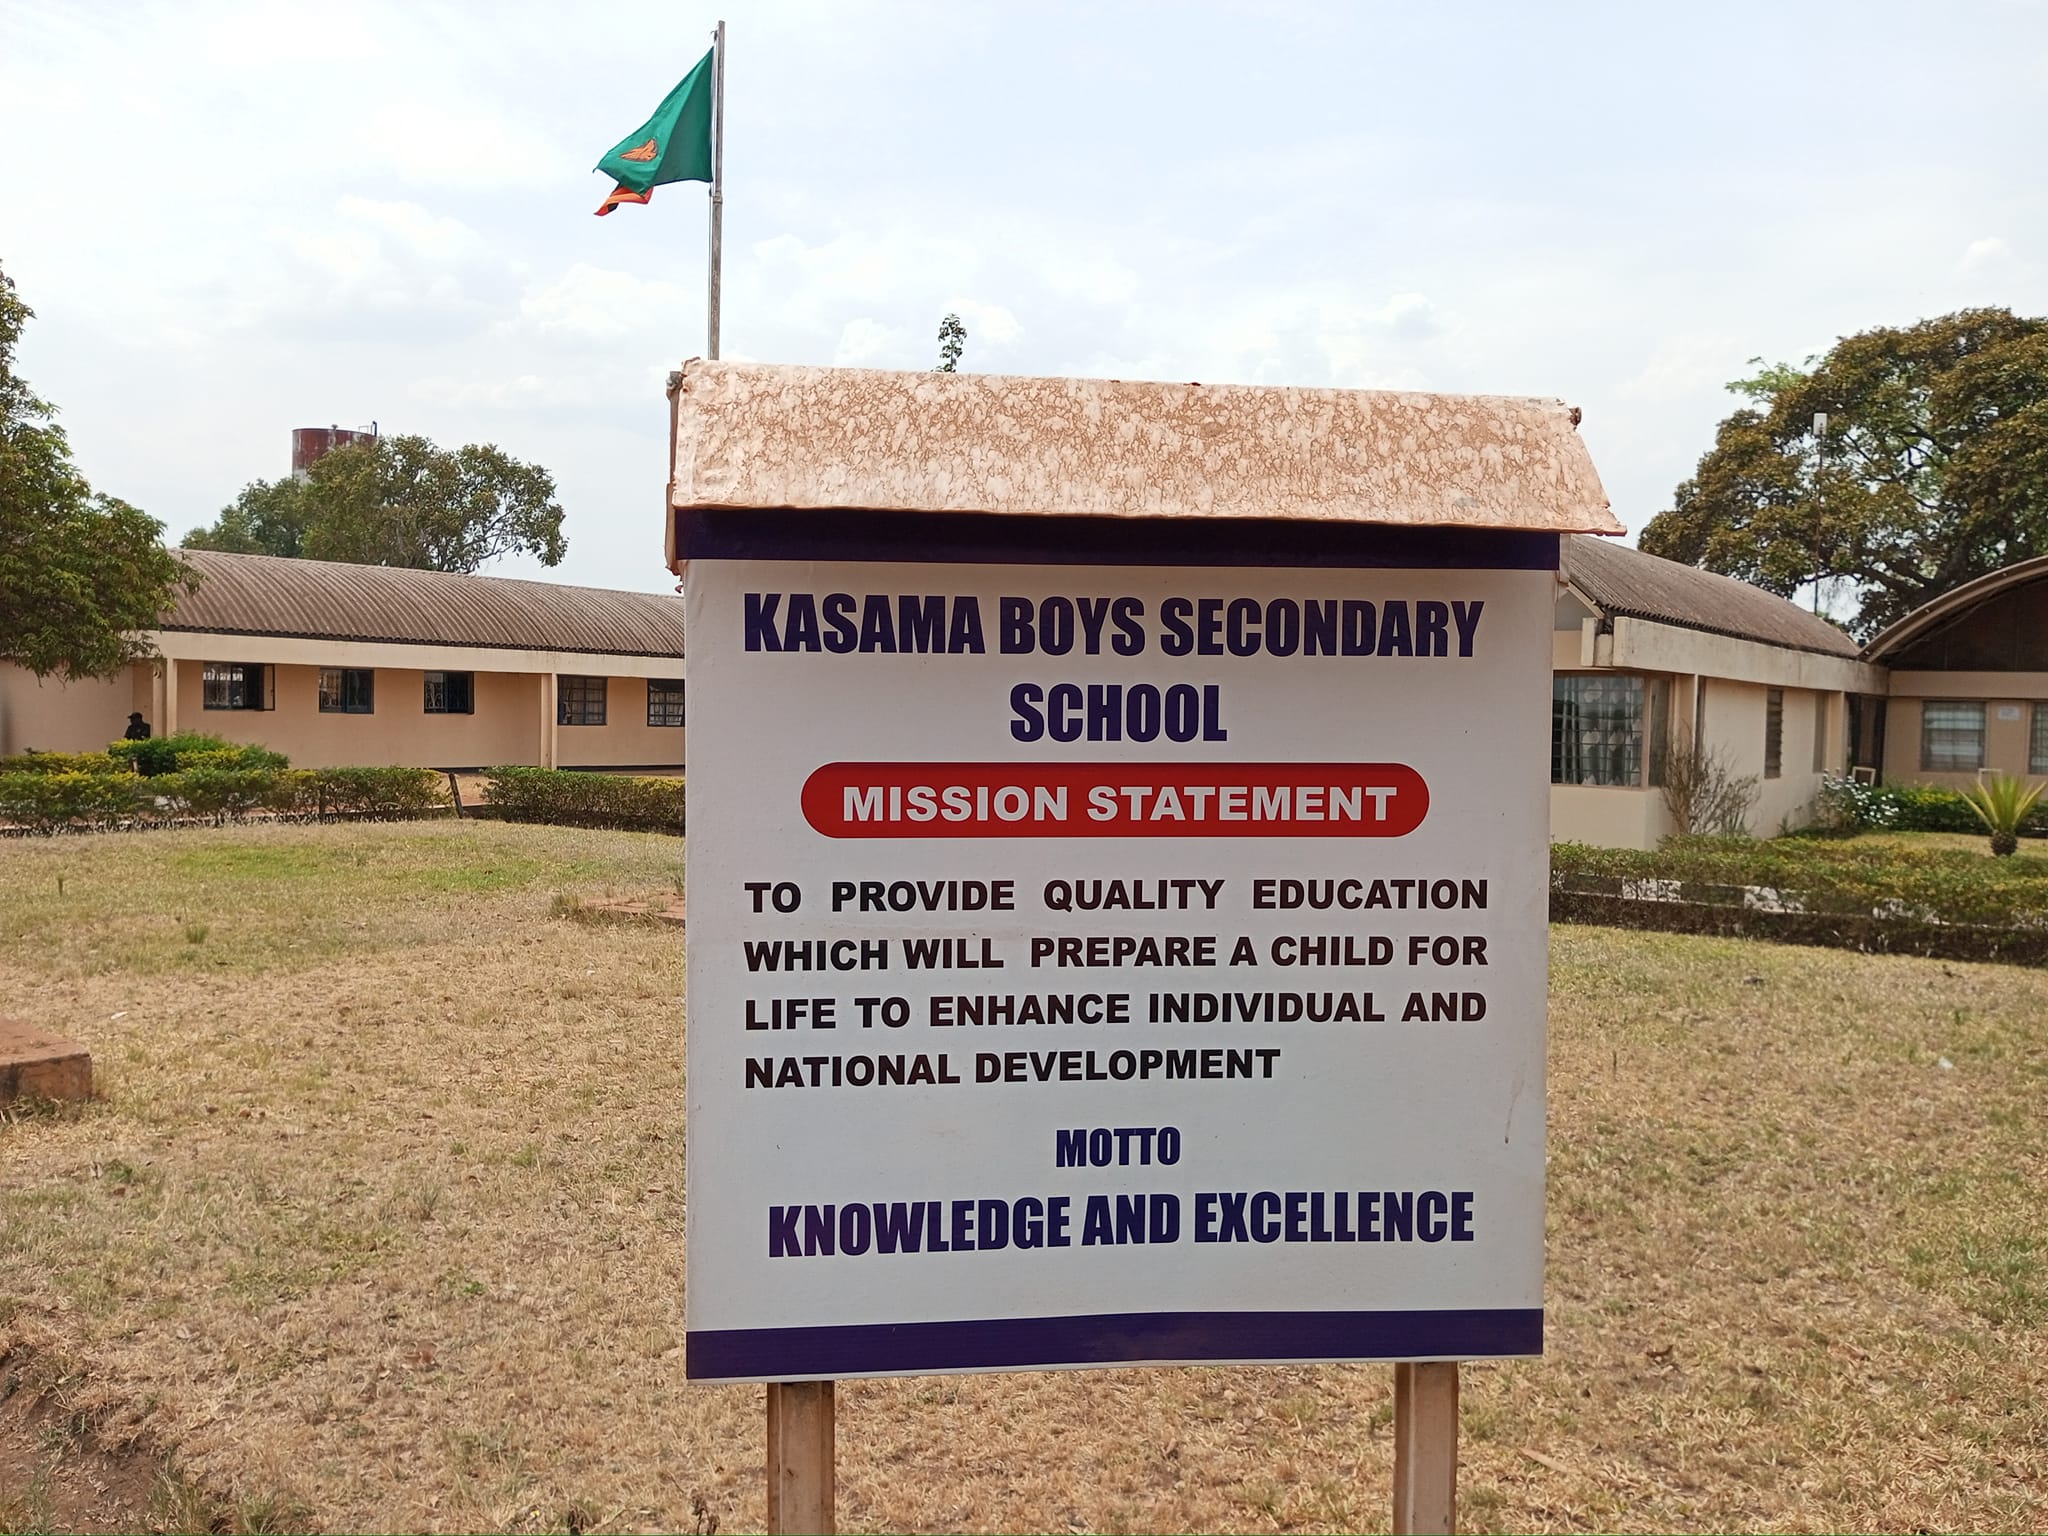 KASAMA BOYS SECONDARY
SCHOOL
MISSION STATEMENT
TO PROVIDE QUALITY EDUCATION
WHICH WILL PREPARE A CHILD FOR
LIFE TO ENHANCE INDIVIDUAL AND
NATIONAL DEVELOPMENT
MOTTO
KNOWLEDGE AND EXCELLENCE